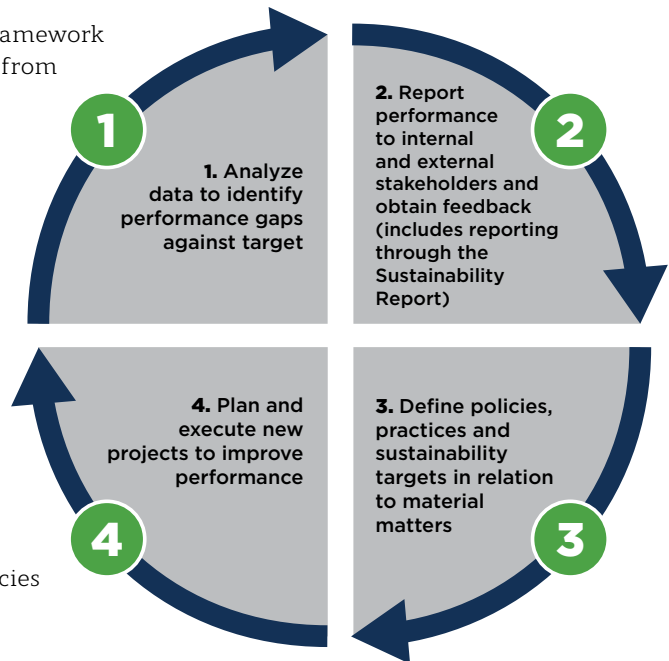 ramework
from
1
1. Analyze
data to identify
performance gaps
against target
2
2. Report
performance
to internal
and external
stakeholders and
obtain feedback
(includes reporting
through the
Sustainability
Report)
3. Define policies,
practices and
sustainability
targets in relation
to material
matters
3
4. Plan and
execute new
projects to improve
performance
4
cies